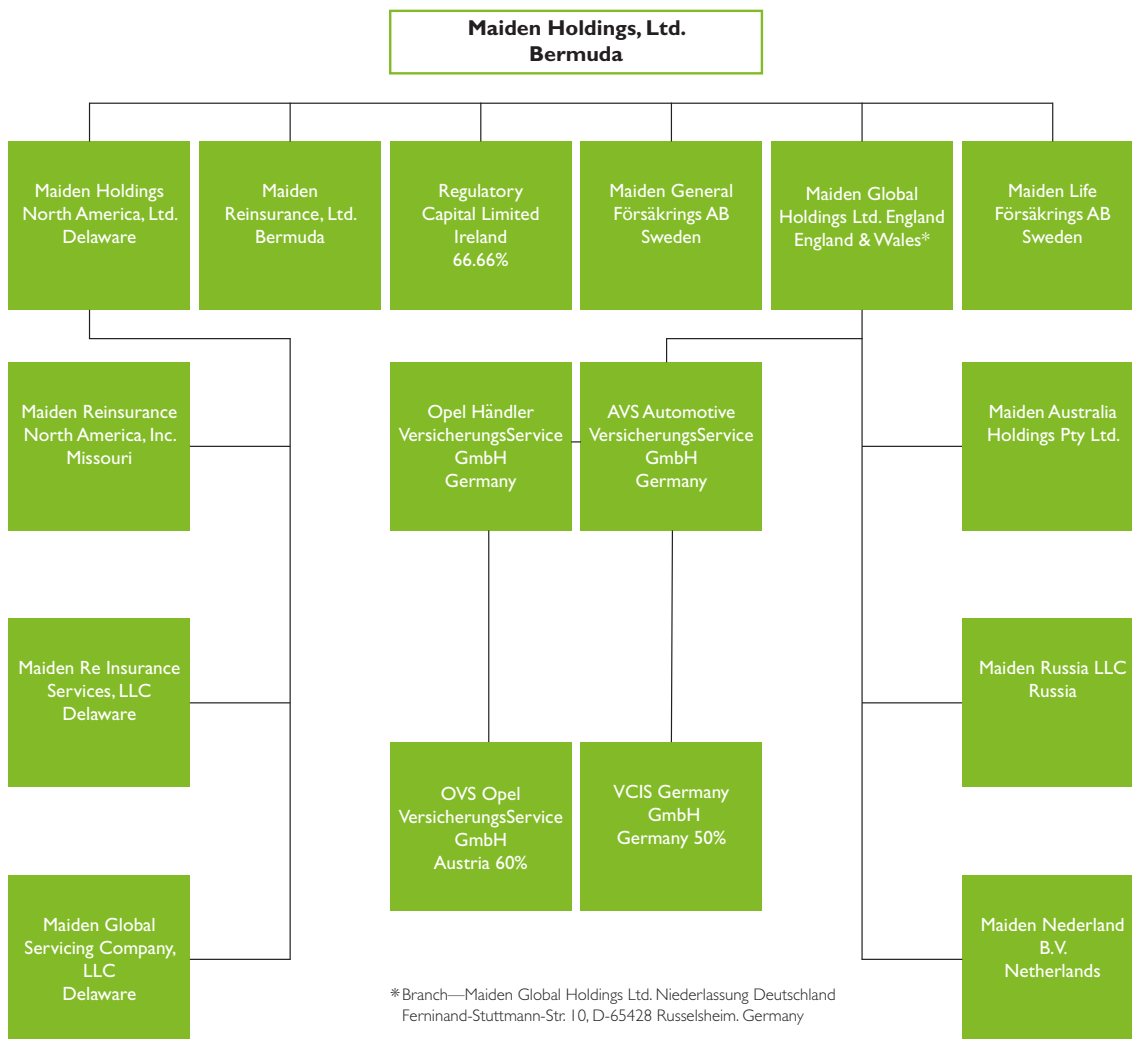 Maiden Holdings, Ltd.
Bermuda
Maiden Holdings
North America, Ltd.
Delaware
Maiden
Reinsurance, Ltd.
Bermuda
Regulatory
Capital Limited
Ireland
66.66%
Maiden General
Försäkrings AB
Sweden
Maiden Global
Holdings Ltd. England
England & Wales*
Maiden Life
Försäkrings AB
Sweden
Maiden Reinsurance
North America, Inc.
Missouri
Opel Händler
VersicherungsService
GmbH
Germany
AVS Automotive
VersicherungsService
GmbH
Germany
Maiden Australia
Holdings Pty Ltd.
Maiden Re Insurance
Services, LLC
Delaware
Maiden Russia LLC
Russia
OVS Opel
VersicherungsService
GmbH
Austria 60%
VCIS Germany
GmbH
Germany 50%
Maiden Global
Servicing Company,
LLC
Delaware
Maiden Nederland
B.V.
Netherlands
*Branch—Maiden Global Holdings Ltd. Niederlassung Deutschland
Ferninand-Stuttmann-Str. 10, D-65428 Russelsheim. Germany